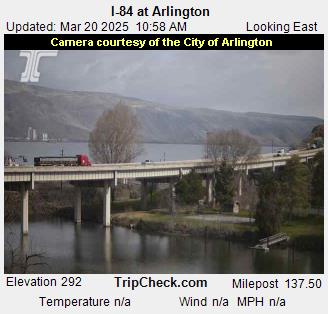 I-84 at Arlington
Updated: Mar 20 2025 10:58 AM Looking East
Camera courtesy of the City of Arlington
Elevation 292 TripCheck.com Milepost 137.50
Temperature n/a Wind n/a MPH n/a